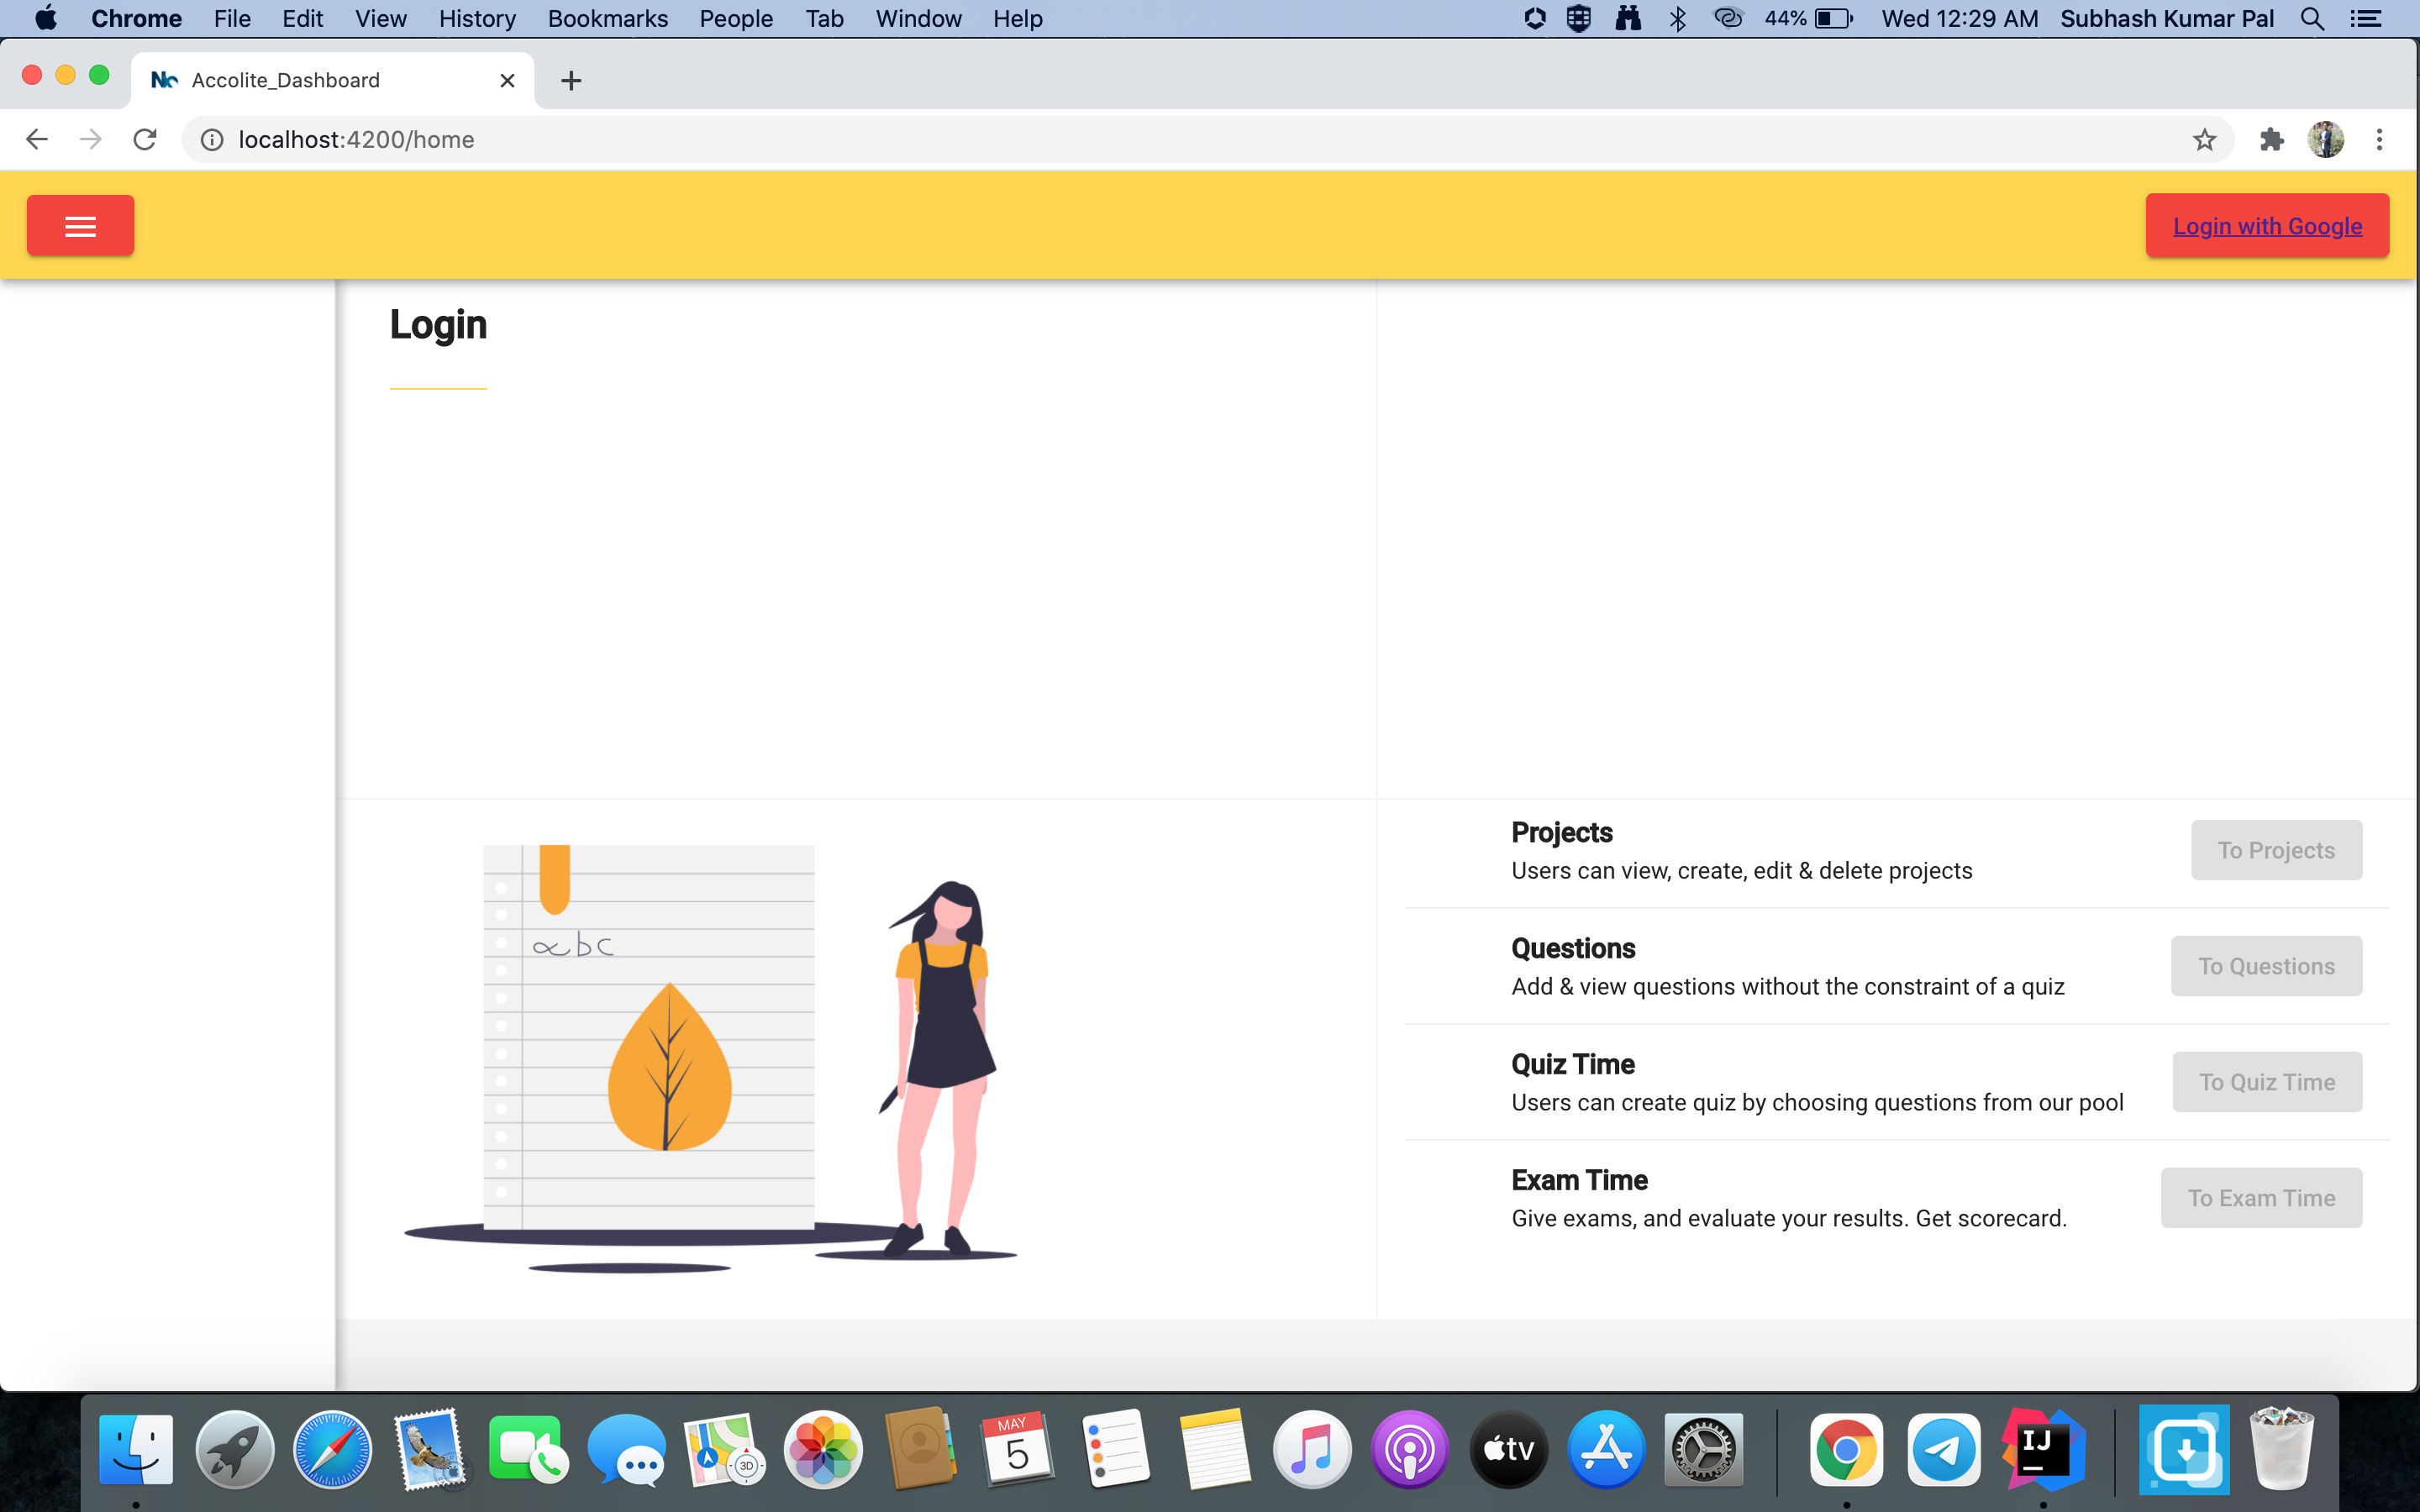 Chrome File Edit View History Bookmarks People Tab Window Help 44% Wed 12:29 AM Subhash Kumar Pal
Accolite_Dashboard
localhost:4200/home
Login with Google
Login
abc
Projects
Users can view, create, edit & delete projects
To Projects
Questions
Add & view questions without the constraint of a quiz
To Questions
Quiz Time
Users can create quiz by choosing questions from our pool
To Quiz Time
Exam Time
Give exams, and evaluate your results. Get scorecard.
To Exam Time
3D
MAY
5
tv
IJ